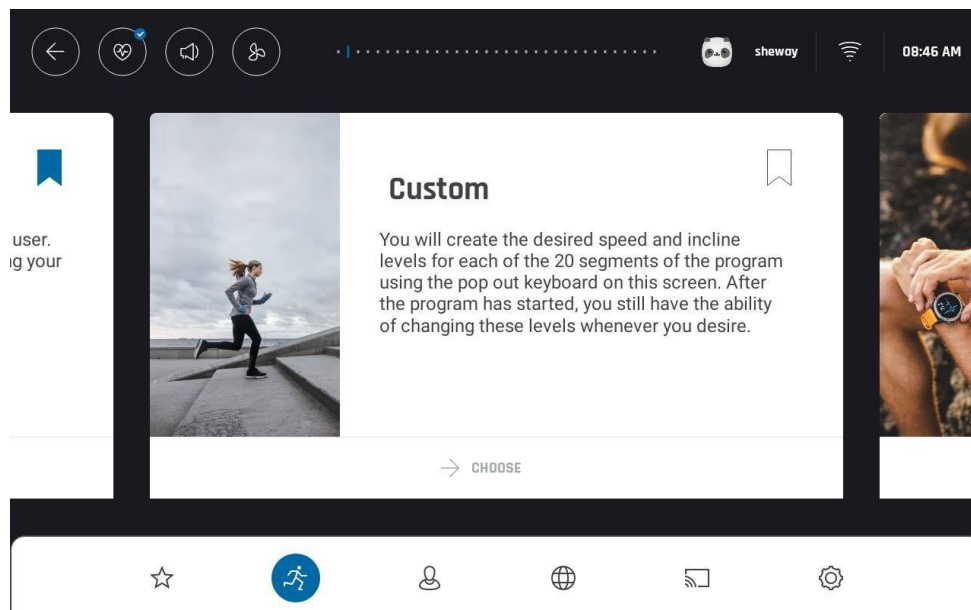 sheway
08:46 AM
user.
ng your
Custom
You will create the desired speed and incline
levels for each of the 20 segments of the program
using the pop out keyboard on this screen. After
the program has started, you still have the ability
of changing these levels whenever you desire.
CHOOSE